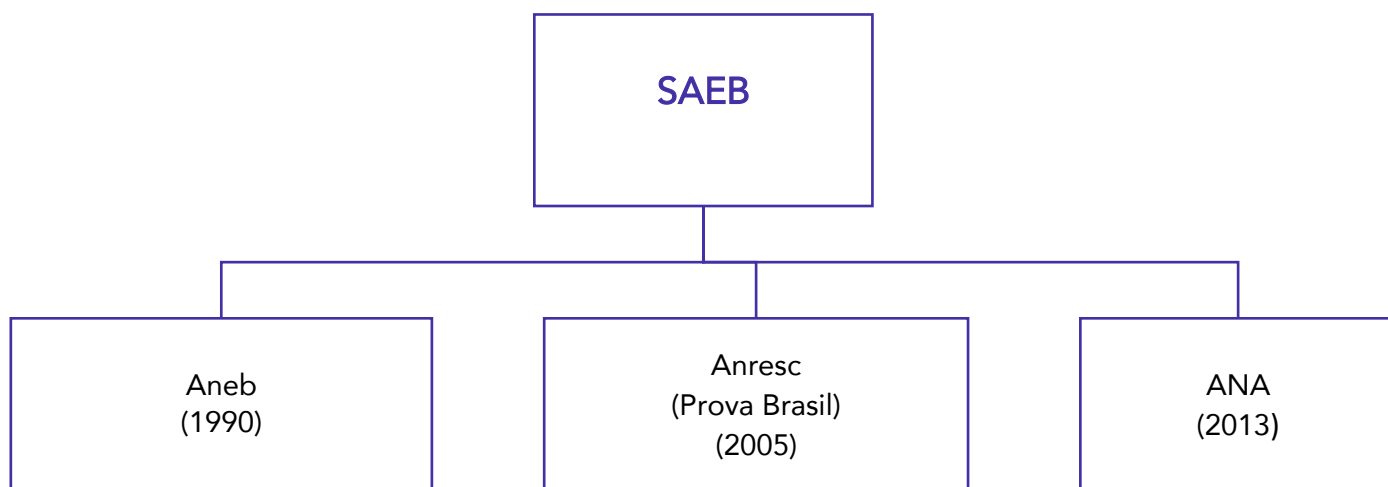 SAEB
Aneb
(1990)
Anresc
(Prova Brasil)
(2005)
ANA
(2013)